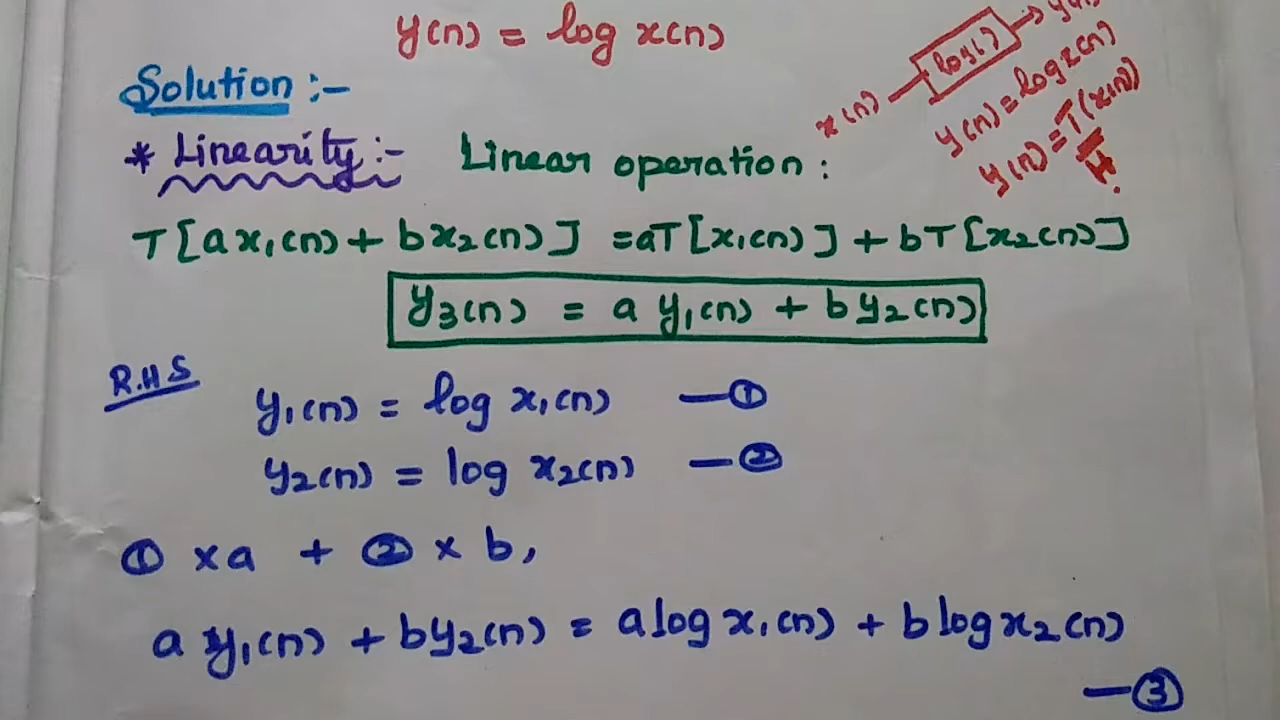 y(n) = log x(n)
x(n) log( )
y(n) = log x(n)
y(n) = T(x(n))
H
Solution :-
* Linearity :- Linear operation :
T[ax₁(n) + bx₂(n)] = aT[x₁(n)] + bT[x₂(n)]
y₃(n) = a y₁(n) + b y₂(n)
R.H.S
y₁(n) = log x₁(n) —①
y₂(n) = log x₂(n) —②
① x a + ② x b,
a y₁(n) + b y₂(n) = a log x₁(n) + b log x₂(n)
—③